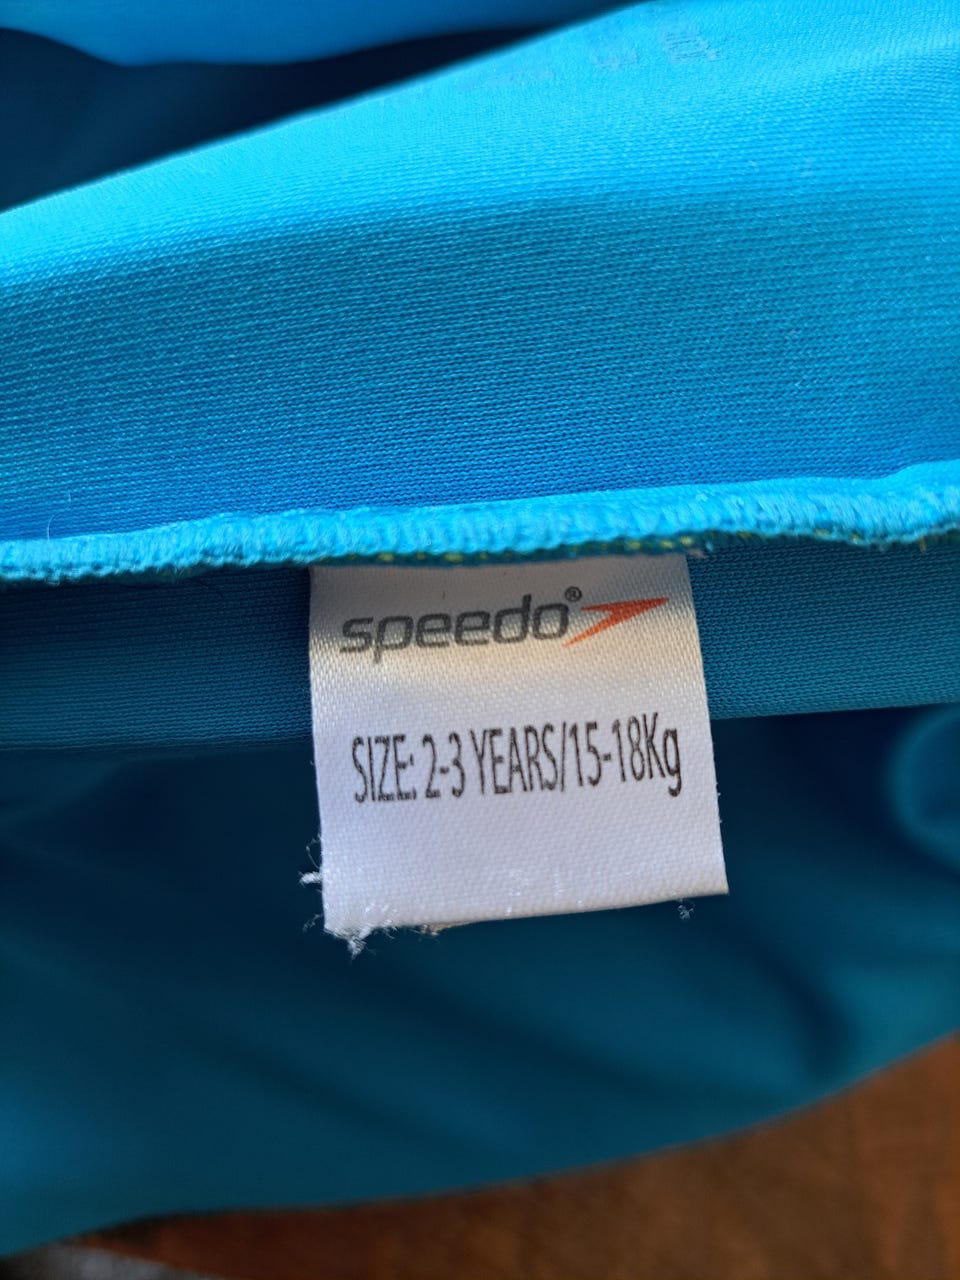 speedo®
SIZE: 2-3 YEARS/15-18Kg